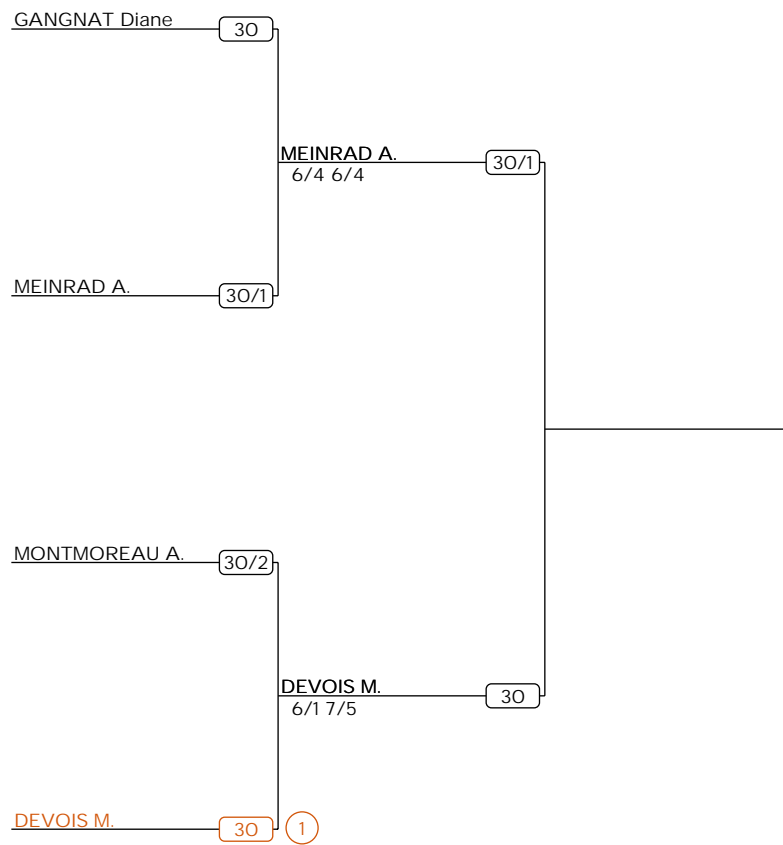 GANGNAT Diane 30
MEINRAD A. 30/1
6/4 6/4
MEINRAD A. 30/1
MONTMOREAU A. 30/2
DEVOIS M. 30
6/1 7/5
DEVOIS M. 30 1